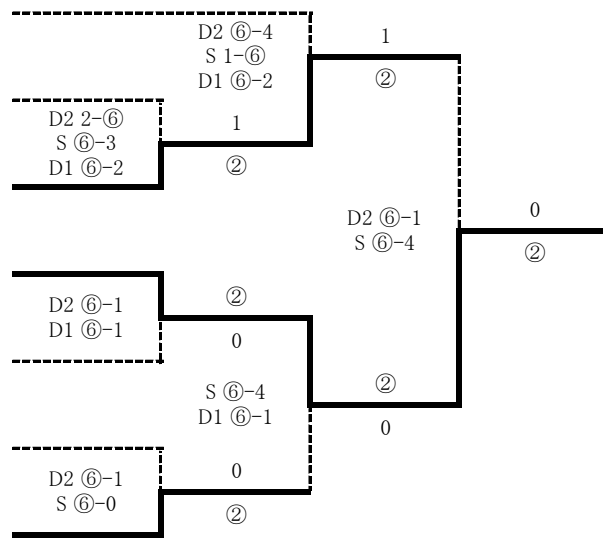 D2 ⑥-4
S 1-⑥
D1 ⑥-2
1
②
D2 2-⑥
S ⑥-3
D1 ⑥-2
1
②
D2 ⑥-1
S ⑥-4
0
②
D2 ⑥-1
D1 ⑥-1
②
0
S ⑥-4
D1 ⑥-1
②
0
D2 ⑥-1
S ⑥-0
0
②